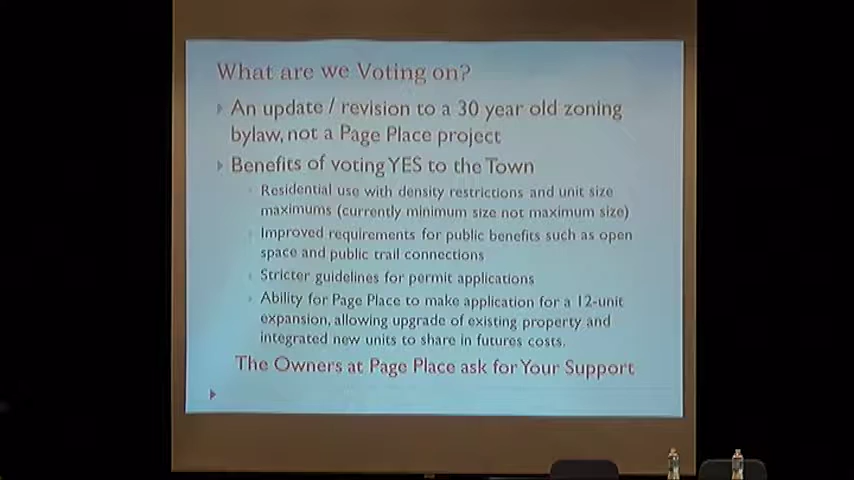 What are we Voting on?
An update / revision to a 30 year old zoning
bylaw, not a Page Place project
Benefits of voting YES to the Town
Residential use with density restrictions and unit size
maximums (currently minimum size not maximum size)
Improved requirements for public benefits such as open
space and public trail connections
Stricter guidelines for permit applications
Ability for Page Place to make application for a 12-unit
expansion, allowing upgrade of existing property and
integrated new units to share in futures costs.
The Owners at Page Place ask for Your Support